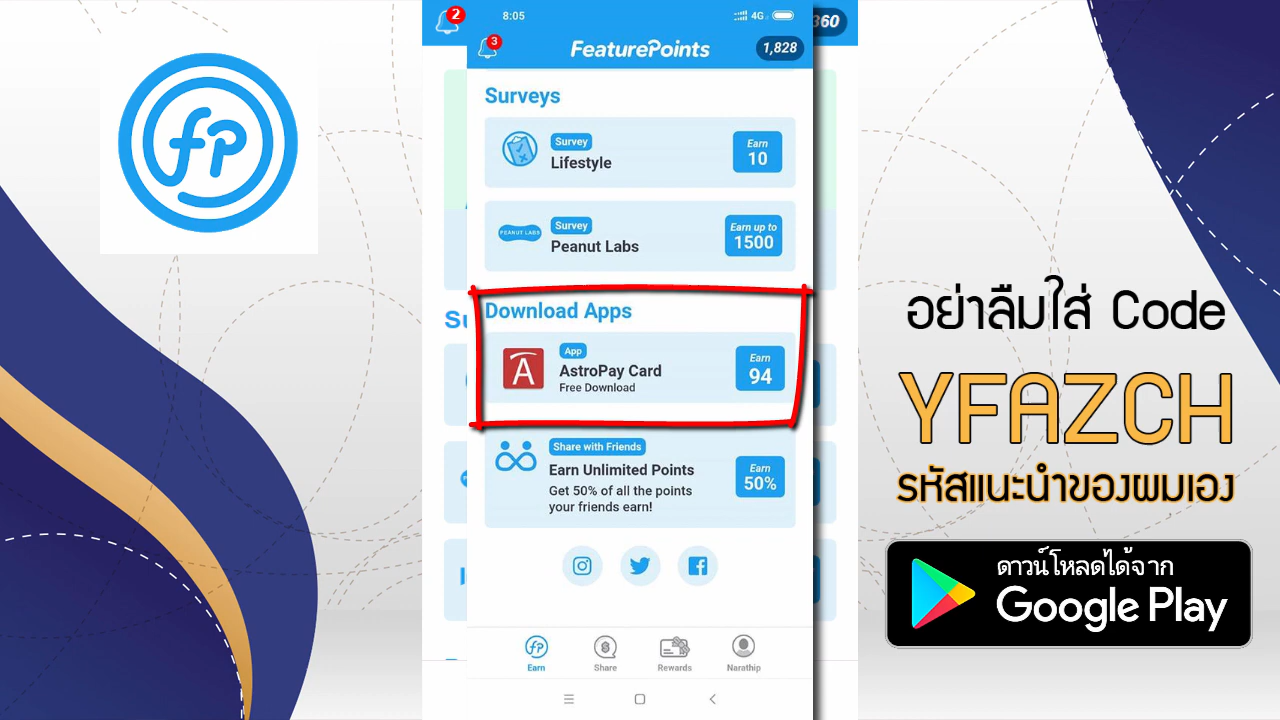 2
360
8:05
4G
3
FeaturePoints
1,828
fp
Surveys
Survey
Lifestyle
Earn
10
PEANUT LABS
Survey
Peanut Labs
Earn up to
1500
Su
Download Apps
App
AstroPay Card
Free Download
Earn
94
Share with Friends
Earn Unlimited Points
Get 50% of all the points
your friends earn!
Earn
50%
fp
Earn
Share
Rewards
Narathip
อย่าลืมใส่ Code
YFAZCH
รหัสแนะนำของผมเอง
ดาวน์โหลดได้จาก
Google Play